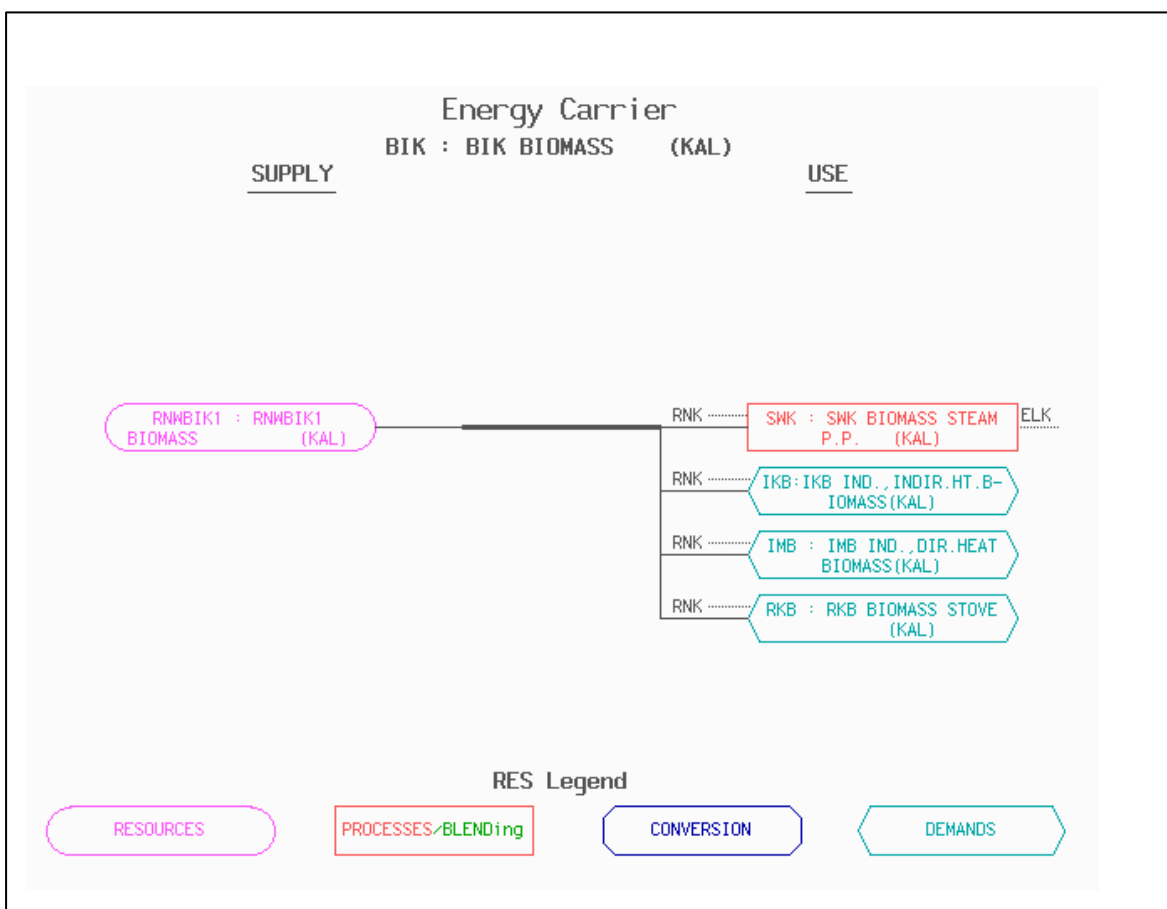 Energy Carrier
BIK : BIK BIOMASS (KAL)
SUPPLY
USE
RNWBIK1 : RNWBIK1
BIOMASS (KAL)
RNK
SWK : SWK BIOMASS STEAM
P.P. (KAL)
ELK
RNK
IKB:IKB IND.,INDIR.HT.B-
IOMASS(KAL)
RNK
IMB : IMB IND.,DIR.HEAT
BIOMASS(KAL)
RNK
RKB : RKB BIOMASS STOVE
(KAL)
RES Legend
RESOURCES
PROCESSES/BLENDing
CONVERSION
DEMANDS